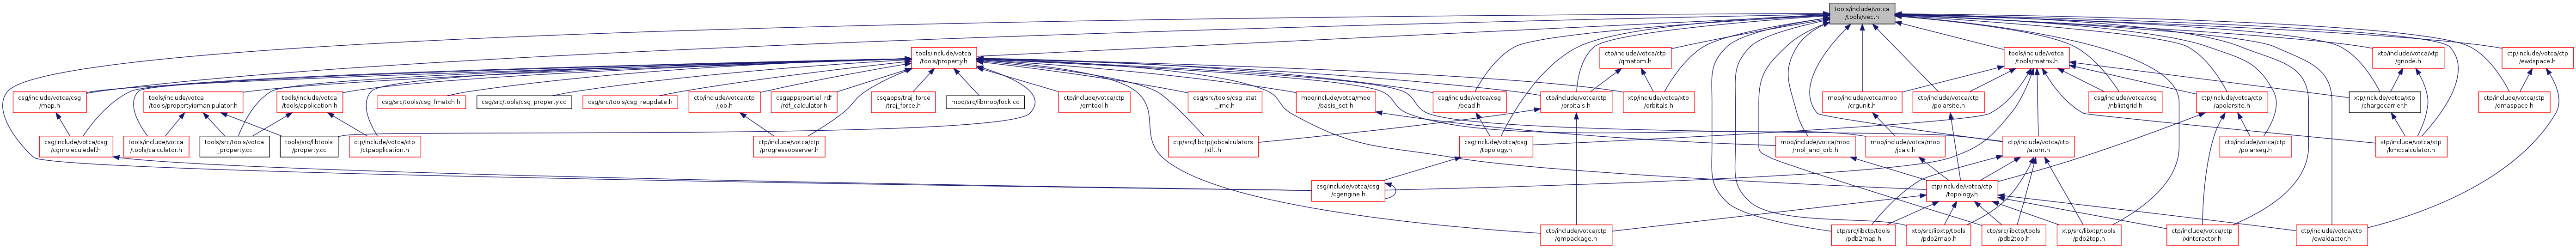 tools/include/votca
/tools/vec.h
tools/include/votca
/tools/property.h
ctp/include/votca/ctp
/qmatom.h
tools/include/votca
/tools/matrix.h
xtp/include/votca/xtp
/gnode.h
ctp/include/votca/ctp
/ewdspace.h
csg/include/votca/csg
/map.h
tools/include/votca
/tools/propertyiomanipulator.h
tools/include/votca
/tools/application.h
csg/src/tools/csg_fmatch.h
csg/src/tools/csg_property.cc
csg/src/tools/csg_reupdate.h
ctp/include/votca/ctp
/job.h
csgapps/partial_rdf
/rdf_calculator.h
csgapps/traj_force
/traj_force.h
moo/src/libmoo/fock.cc
ctp/include/votca/ctp
/qmtool.h
csg/src/tools/csg_stat
_imc.h
moo/include/votca/moo
/basis_set.h
csg/include/votca/csg
/bead.h
ctp/include/votca/ctp
/orbitals.h
xtp/include/votca/xtp
/orbitals.h
moo/include/votca/moo
/crgunit.h
ctp/include/votca/ctp
/polarsite.h
csg/include/votca/csg
/nblistgrid.h
ctp/include/votca/ctp
/apolarsite.h
xtp/include/votca/xtp
/chargecarrier.h
ctp/include/votca/ctp
/dmaspace.h
csg/include/votca/csg
/cgmoleculedef.h
tools/include/votca
/tools/calculator.h
tools/src/tools/votca
_property.cc
tools/src/libtools
/property.cc
ctp/include/votca/ctp
/ctpapplication.h
ctp/include/votca/ctp
/progressobserver.h
ctp/src/libctp/jobcalculators
/idft.h
csg/include/votca/csg
/topology.h
moo/include/votca/moo
/mol_and_orb.h
moo/include/votca/moo
/jcalc.h
ctp/include/votca/ctp
/atom.h
ctp/include/votca/ctp
/polarseg.h
xtp/include/votca/xtp
/kmccalculator.h
csg/include/votca/csg
/cgengine.h
ctp/include/votca/ctp
/topology.h
ctp/include/votca/ctp
/qmpackage.h
ctp/src/libctp/tools
/pdb2map.h
xtp/src/libxtp/tools
/pdb2map.h
ctp/src/libctp/tools
/pdb2top.h
xtp/src/libxtp/tools
/pdb2top.h
ctp/include/votca/ctp
/xinteractor.h
ctp/include/votca/ctp
/ewaldactor.h